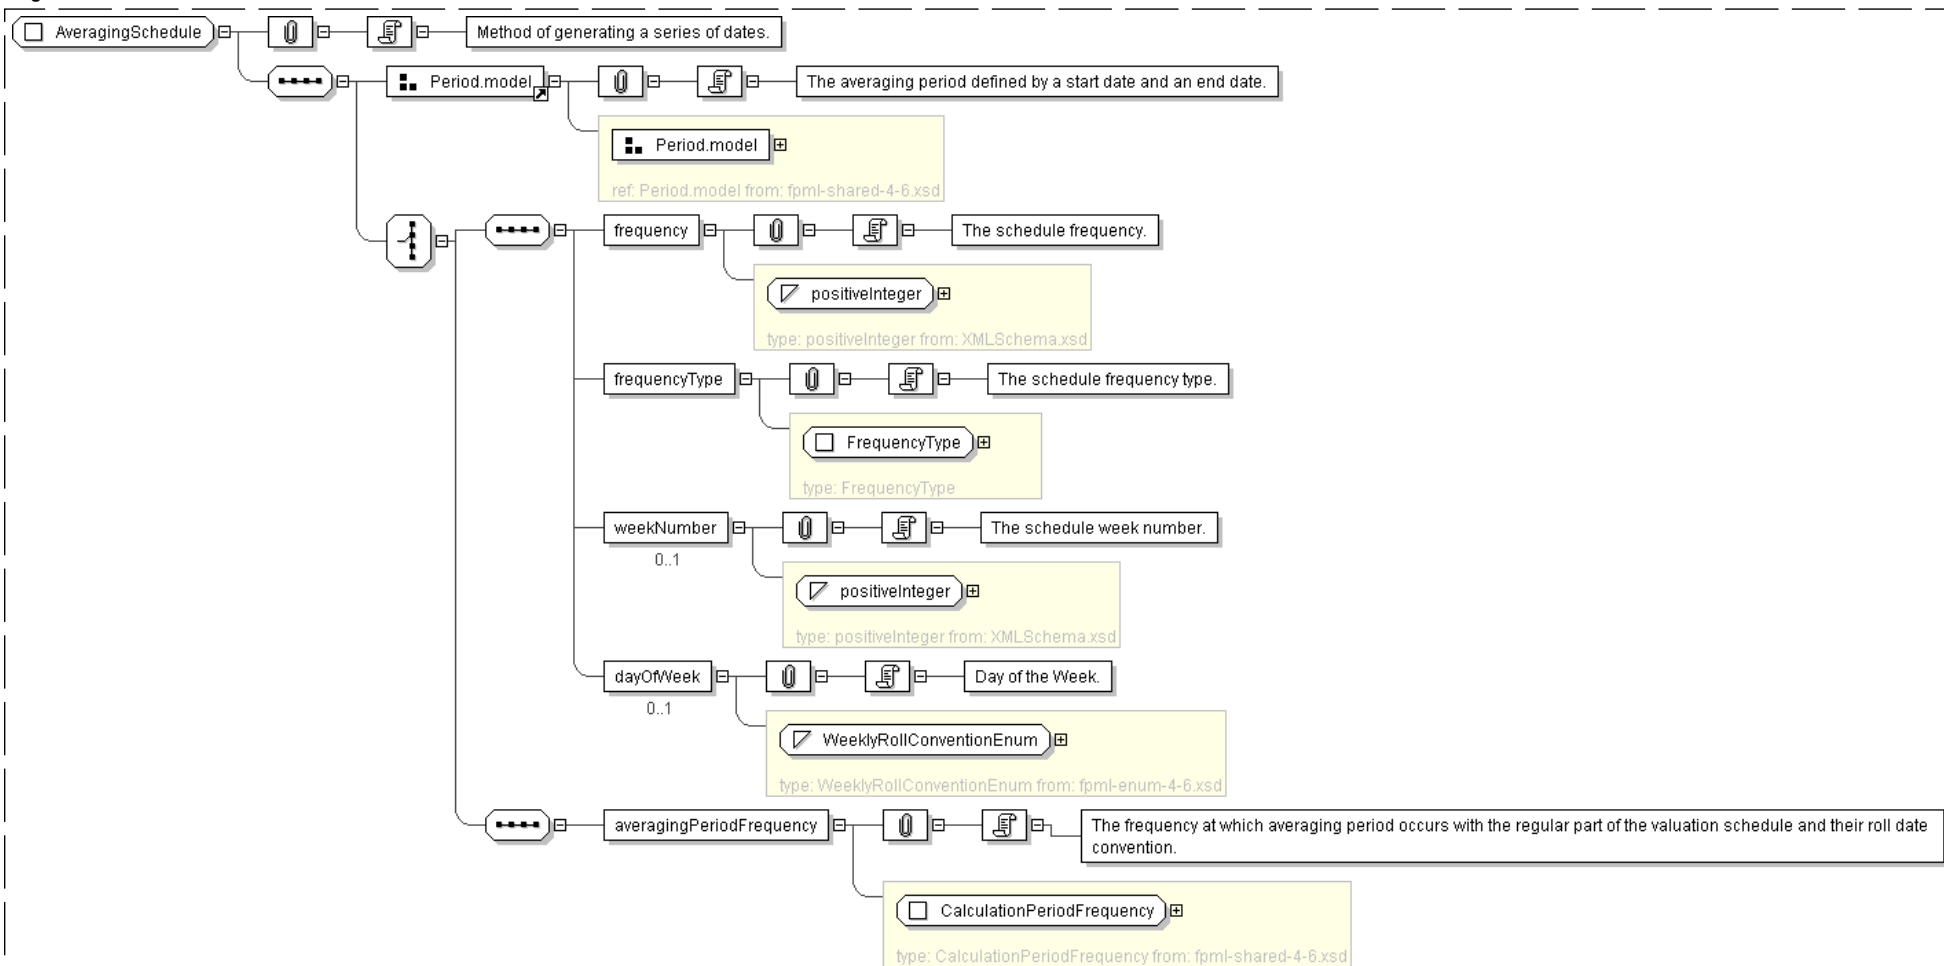 AveragingSchedule
Method of generating a series of dates.
Period.model
The averaging period defined by a start date and an end date.
Period.model
ref: Period.model from: fpml-shared-4-6.xsd
frequency
The schedule frequency.
positiveInteger
type: positiveInteger from: XMLSchema.xsd
frequencyType
The schedule frequency type.
FrequencyType
type: FrequencyType
weekNumber
The schedule week number.
0..1
positiveInteger
type: positiveInteger from: XMLSchema.xsd
dayOfWeek
Day of the Week.
0..1
WeeklyRollConventionEnum
type: WeeklyRollConventionEnum from: fpml-enum-4-6.xsd
averagingPeriodFrequency
The frequency at which averaging period occurs with the regular part of the valuation schedule and their roll date
convention.
CalculationPeriodFrequency
type: CalculationPeriodFrequency from: fpml-shared-4-6.xsd